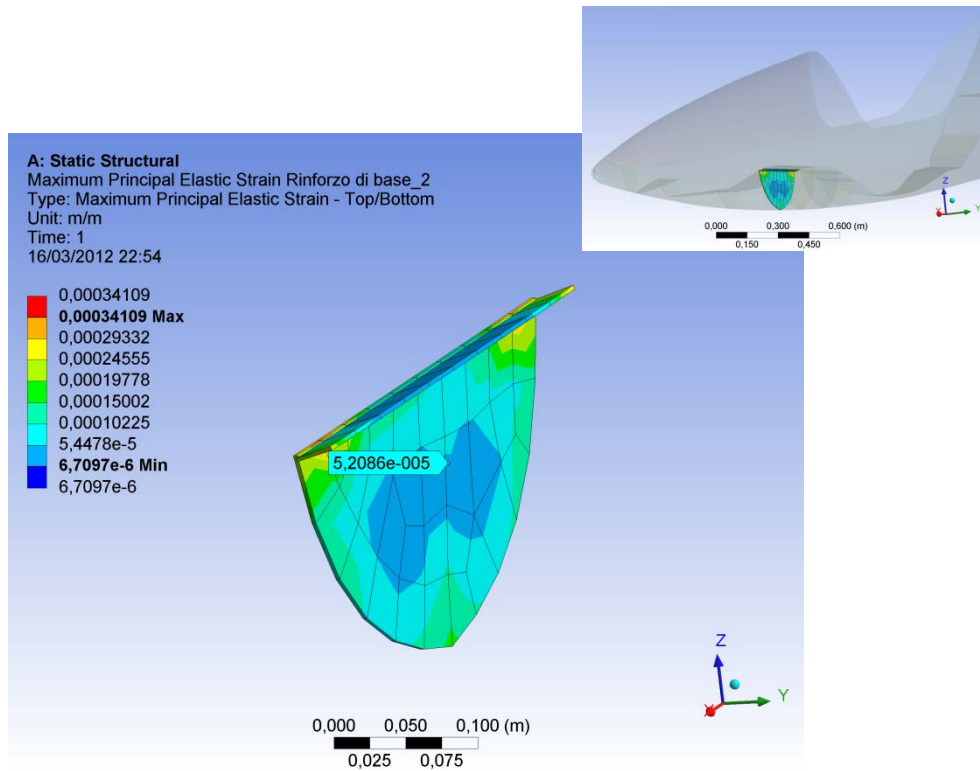 A: Static Structural
Maximum Principal Elastic Strain Rinforzo di base_2
Type: Maximum Principal Elastic Strain - Top/Bottom
Unit: m/m
Time: 1
16/03/2012 22:54
0,00034109
0,00034109 Max
0,00029332
0,00024555
0,00019778
0,00015002
0,00010225
5,4478e-5
6,7097e-6 Min
6,7097e-6
5,2086e-005
0,000 0,050 0,100 (m)
0,025 0,075
Z
Y
0,000 0,300 0,600 (m)
0,150 0,450
Z
X
Y